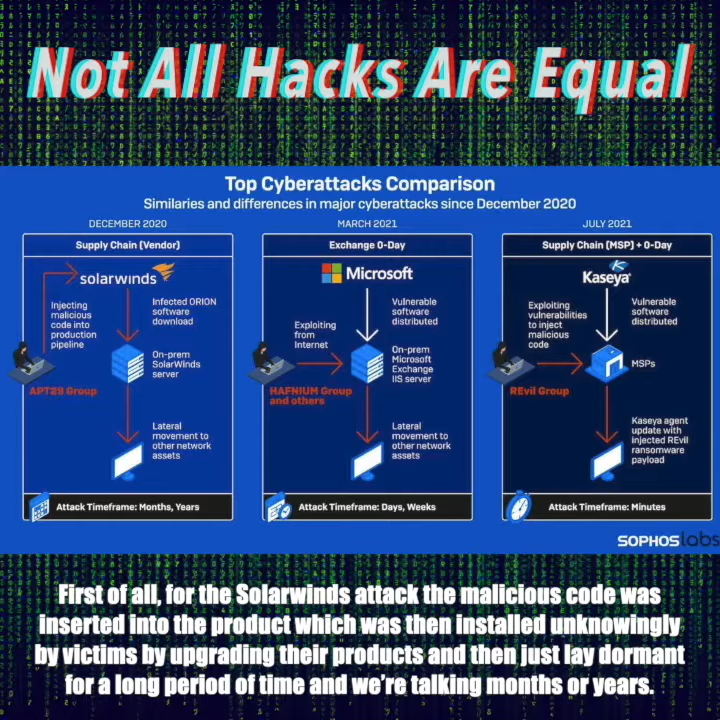 Not All Hacks Are Equal
Top Cyberattacks Comparison
Similaries and differences in major cyberattacks since December 2020
DECEMBER 2020
Supply Chain (Vendor)
solarwinds
Injecting
malicious
code into
production
pipeline
Infected ORION
software
download
On-prem
SolarWinds
server
APT29 Group
Lateral
movement to
other network
assets
Attack Timeframe: Months, Years
MARCH 2021
Exchange 0-Day
Microsoft
Vulnerable
software
distributed
Exploiting
from
Internet
On-prem
Microsoft
Exchange
IIS server
HAFNIUM Group
and others
Lateral
movement to
other network
assets
Attack Timeframe: Days, Weeks
JULY 2021
Supply Chain (MSP) + 0-Day
Kaseya
Exploiting
vulnerabilities
to inject
malicious
code
Vulnerable
software
distributed
MSPs
REvil Group
Kaseya agent
update with
injected REvil
ransomware
payload
Attack Timeframe: Minutes
SOPHOSlabs
First of all, for the Solarwinds attack the malicious code was
inserted into the product which was then installed unknowingly
by victims by upgrading their products and then just lay dormant
for a long period of time and we're talking months or years.